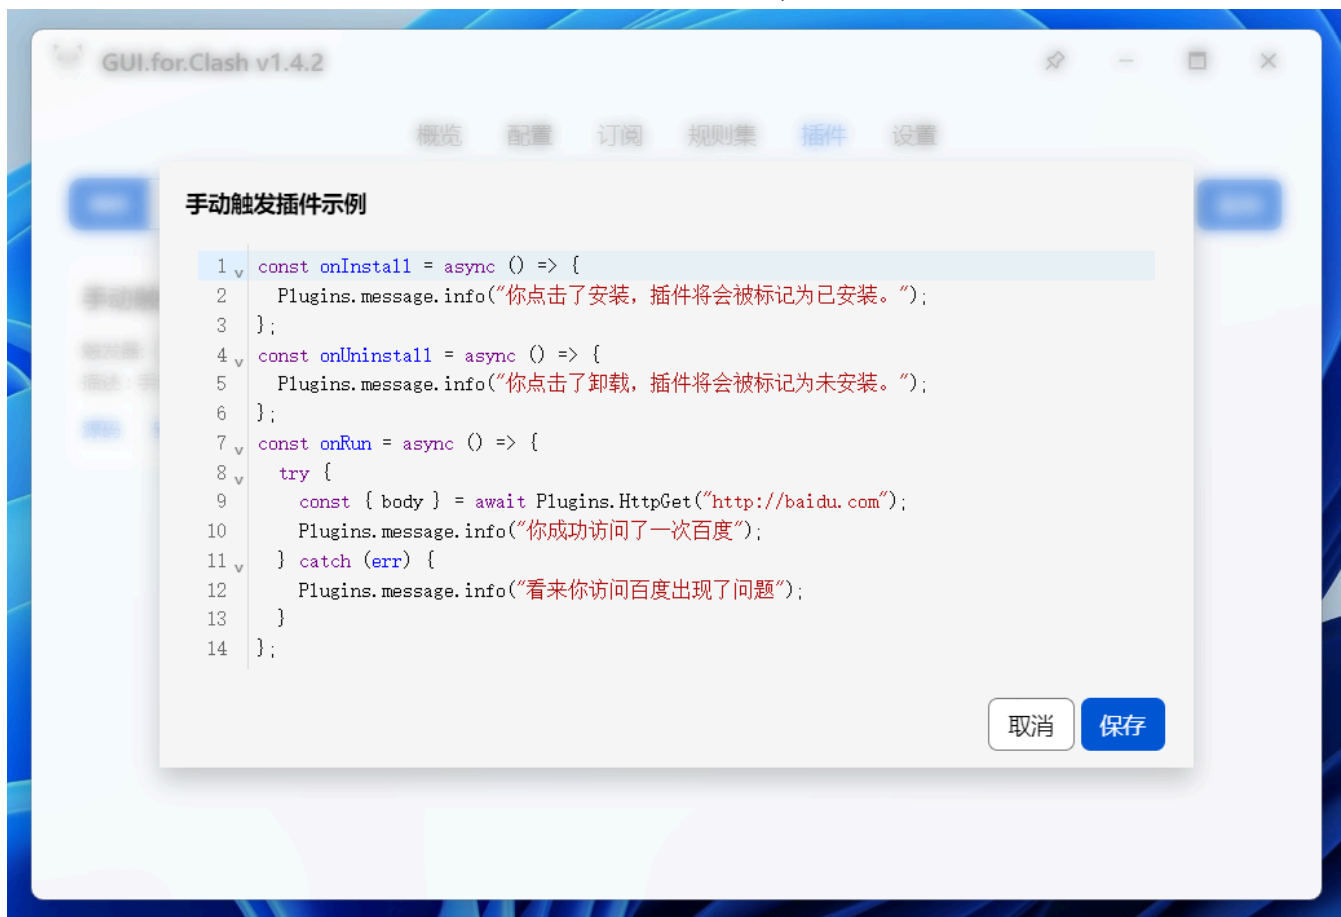 GUI.for.Clash v1.4.2
概览 配置 订阅 规则集 插件 设置
手动触发插件示例
1 const onInstall = async () => {
2 Plugins.message.info("你点击了安装，插件将会被标记为已安装。");
3 };
4 const onUninstall = async () => {
5 Plugins.message.info("你点击了卸载，插件将会被标记为未安装。");
6 };
7 const onRun = async () => {
8 try {
9 const { body } = await Plugins.HttpGet("http://baidu.com");
10 Plugins.message.info("你成功访问了一次百度");
11 } catch (err) {
12 Plugins.message.info("看来你访问百度出现了问题");
13 }
14 };
取消 保存